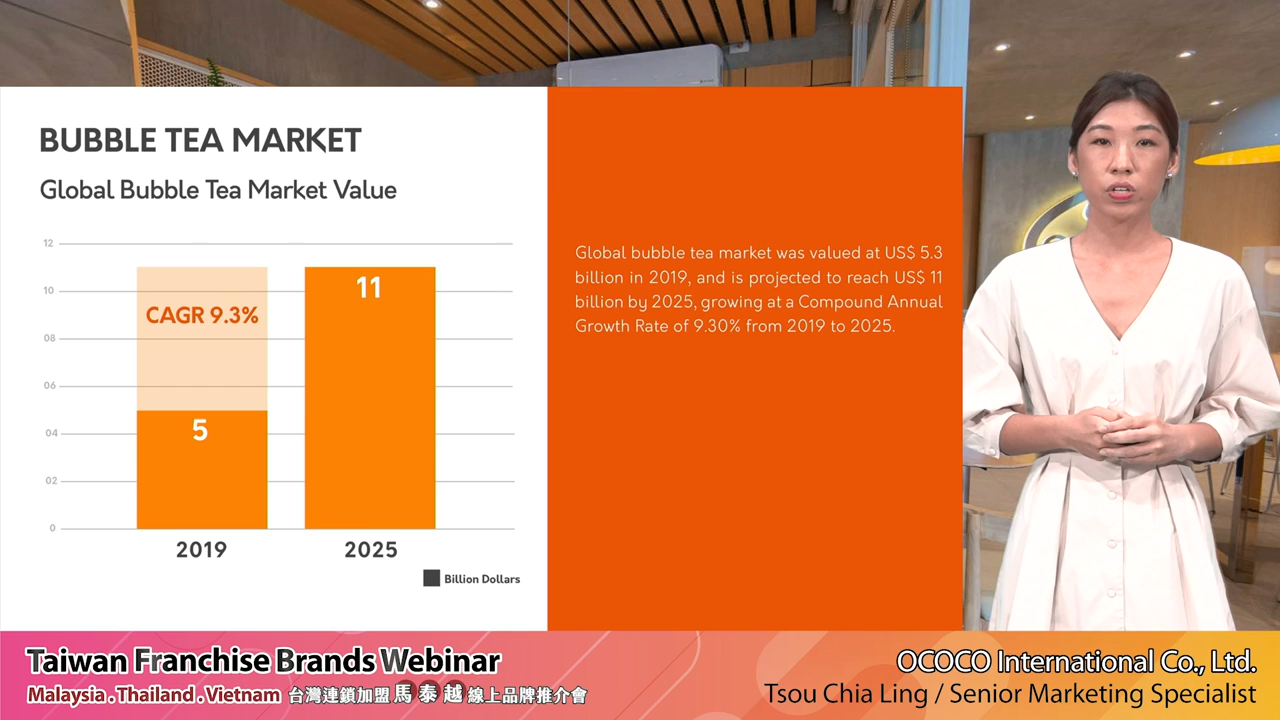 BUBBLE TEA MARKET
Global Bubble Tea Market Value
12
10
08
06
04
02
0
CAGR 9.3%
5
11
2019
2025
Billion Dollars
Global bubble tea market was valued at US$ 5.3
billion in 2019, and is projected to reach US$ 11
billion by 2025, growing at a Compound Annual
Growth Rate of 9.30% from 2019 to 2025.
Taiwan Franchise Brands Webinar
Malaysia . Thailand . Vietnam 台灣連鎖加盟 馬 泰 越 線上品牌推介會
OCOCO International Co., Ltd.
Tsou Chia Ling / Senior Marketing Specialist